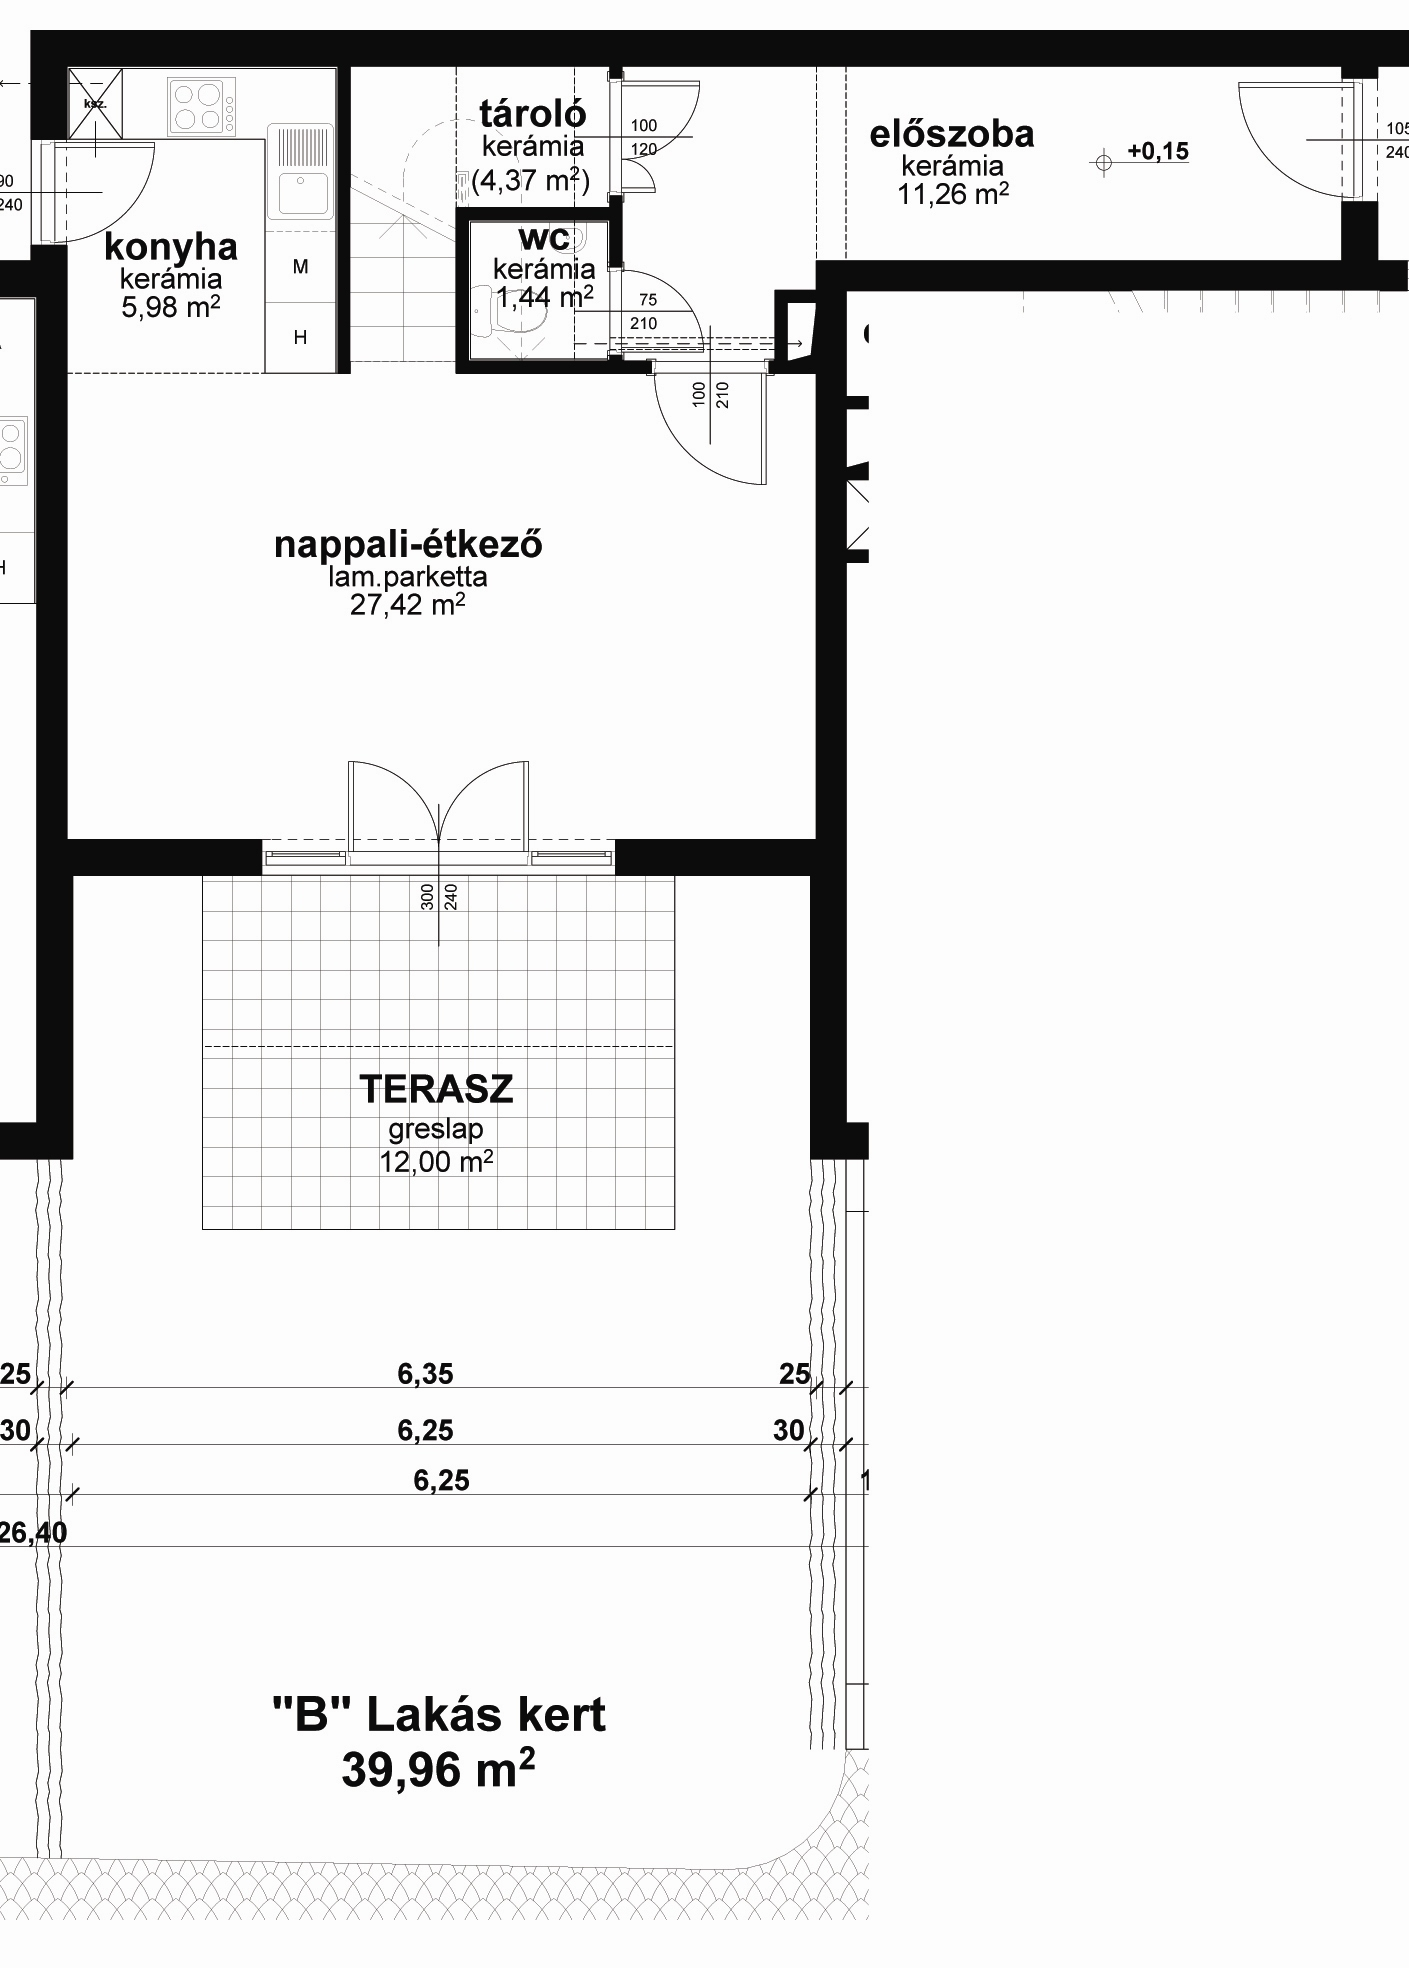 ksz.
tároló
kerámia
(4,37 m²)
100
120
előszoba
kerámia
11,26 m²
+0,15
105
240
90
240
konyha
kerámia
5,98 m²
M
H
wc
kerámia
1,44 m²
75
210
100
210
H
nappali-étkező
lam.parketta
27,42 m²
300
240
TERASZ
greslap
12,00 m²
25
6,35
25
30
6,25
30
6,25
1
26,40
"B" Lakás kert
39,96 m²